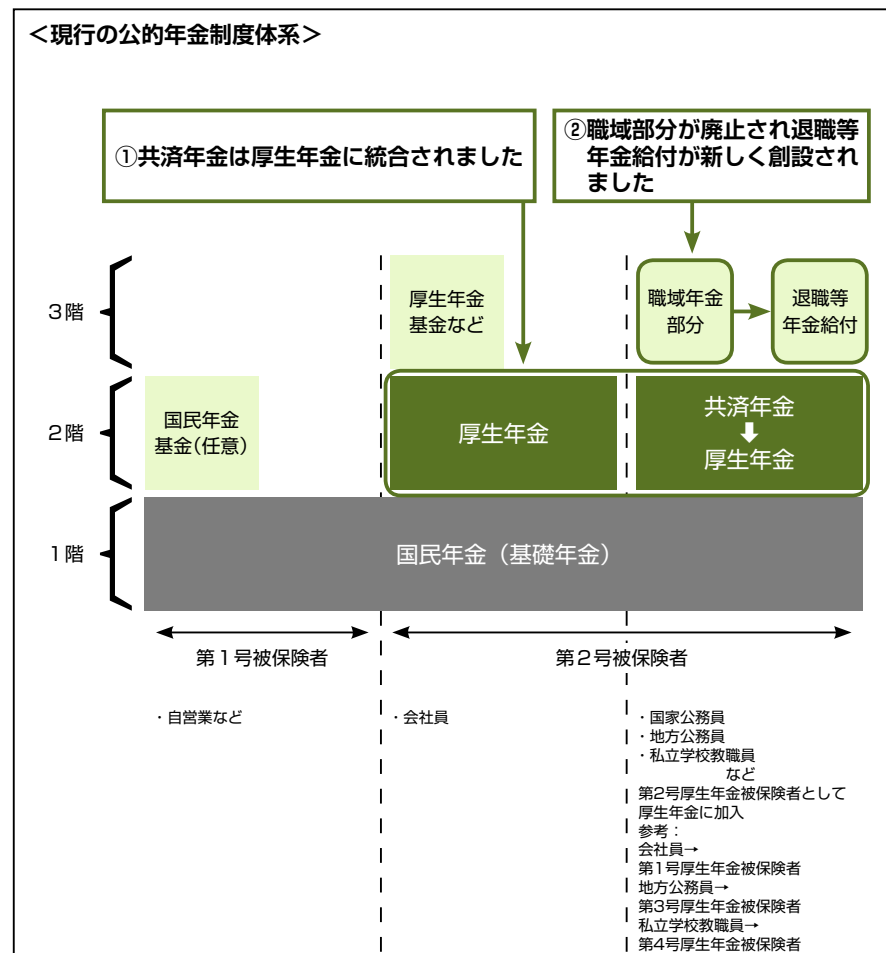 ＜現行の公的年金制度体系＞
①共済年金は厚生年金に統合されました
②職域部分が廃止され退職等
年金給付が新しく創設され
ました
3階
厚生年金
基金など
職域年金
部分
退職等
年金給付
2階
国民年金
基金（任意）
厚生年金
共済年金
厚生年金
1階
国民年金（基礎年金）
第1号被保険者
第2号被保険者
・自営業など
・会社員
・国家公務員
・地方公務員
・私立学校教職員
など
第2号厚生年金被保険者として
厚生年金に加入
参考：
会社員→
第1号厚生年金被保険者
地方公務員→
第3号厚生年金被保険者
私立学校教職員→
第4号厚生年金被保険者